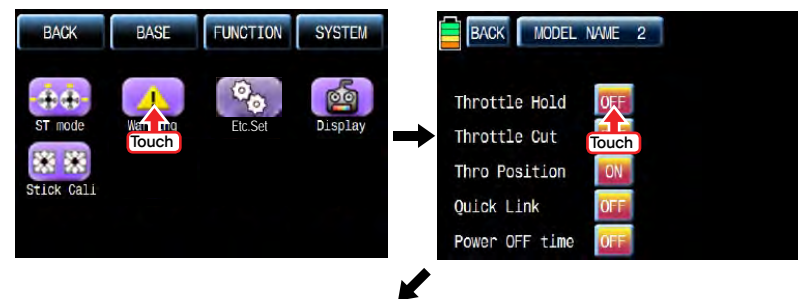 BACK BASE FUNCTION SYSTEM
ST mode Etc.Set Display
Touch
Stick Cali
BACK MODEL NAME 2
Throttle Hold OFF
Throttle Cut
Touch
Thro Position ON
Quick Link OFF
Power OFF time OFF